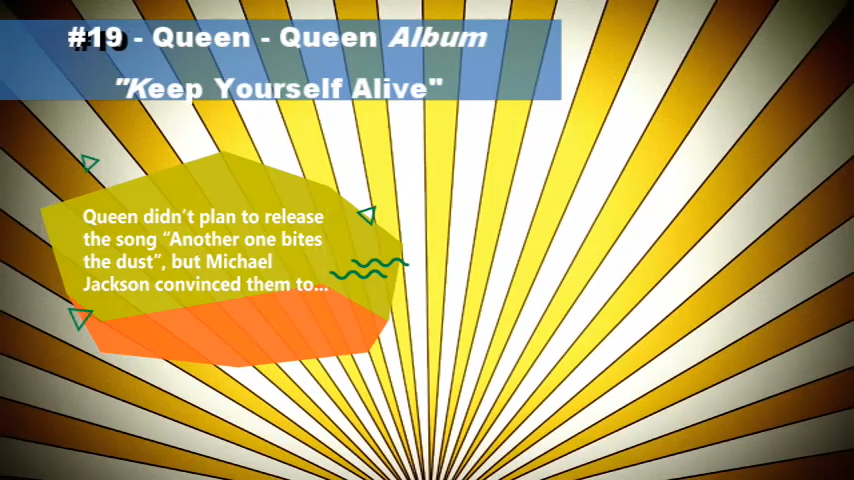 #19 - Queen - Queen Album
"Keep Yourself Alive"
Queen didn't plan to release
the song "Another one bites
the dust", but Michael
Jackson convinced them to...